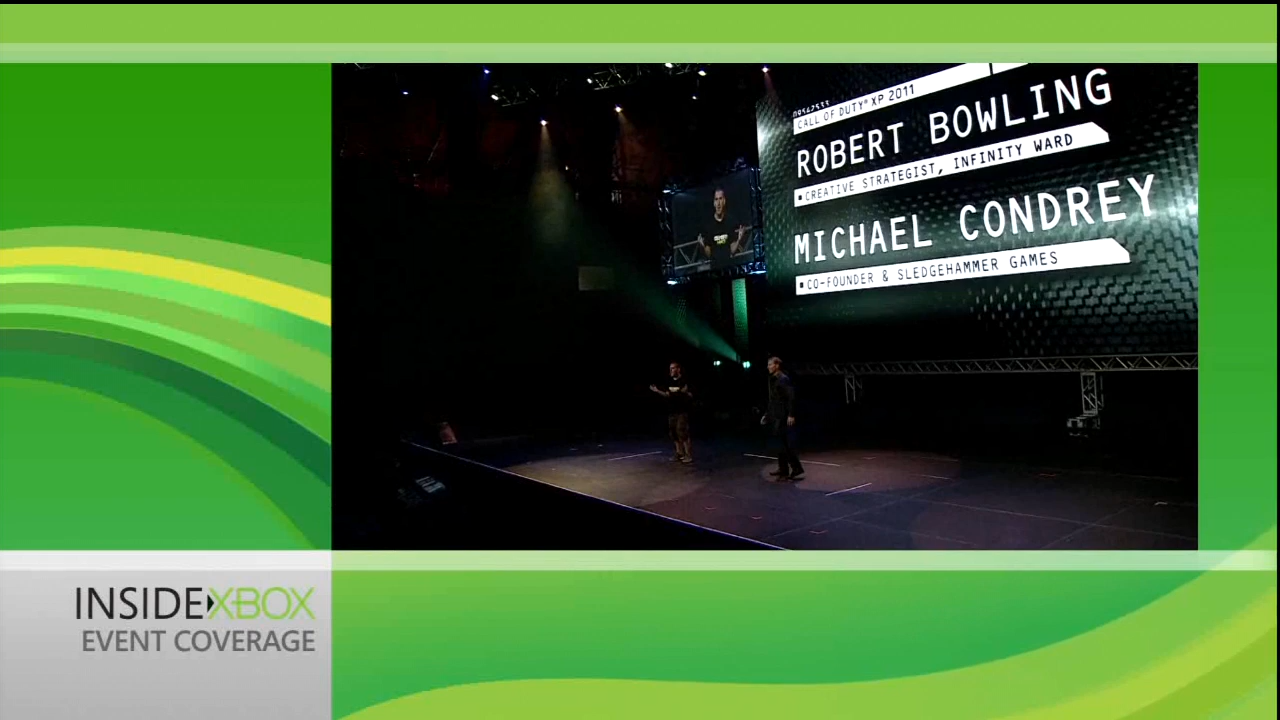 CALL OF DUTY® XP 2011
ROBERT BOWLING
CREATIVE STRATEGIST, INFINITY WARD
MICHAEL CONDREY
CO-FOUNDER & SLEDGEHAMMER GAMES
INSIDE XBOX
EVENT COVERAGE